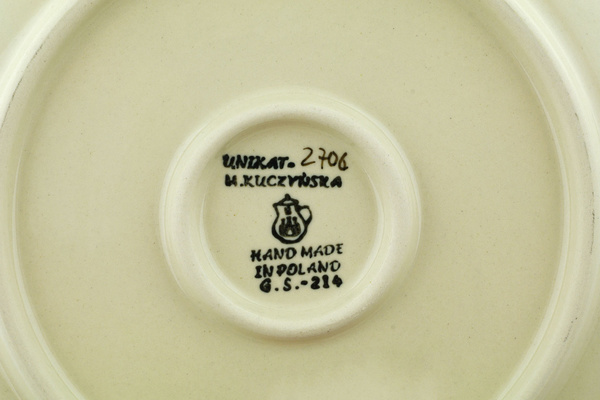 UNIKAT. 2706
M.KUCZYŃSKA
HAND MADE
IN POLAND
G.S.-214